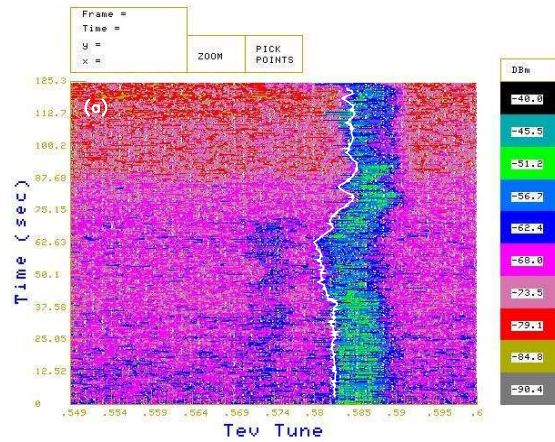 Frame =
Time =
y =
x =
ZOOM
PICK
POINTS
DBm
125.3
112.7
100.2
87.68
75.15
62.63
50.1
37.58
25.05
12.52
0
(a)
Time (sec)
.549 .554 .559 .564 .569 .574 .58 .585 .59 .595 .6
Tev Tune
-40.0
-45.5
-51.2
-56.7
-62.4
-68.0
-73.5
-79.1
-84.8
-90.4